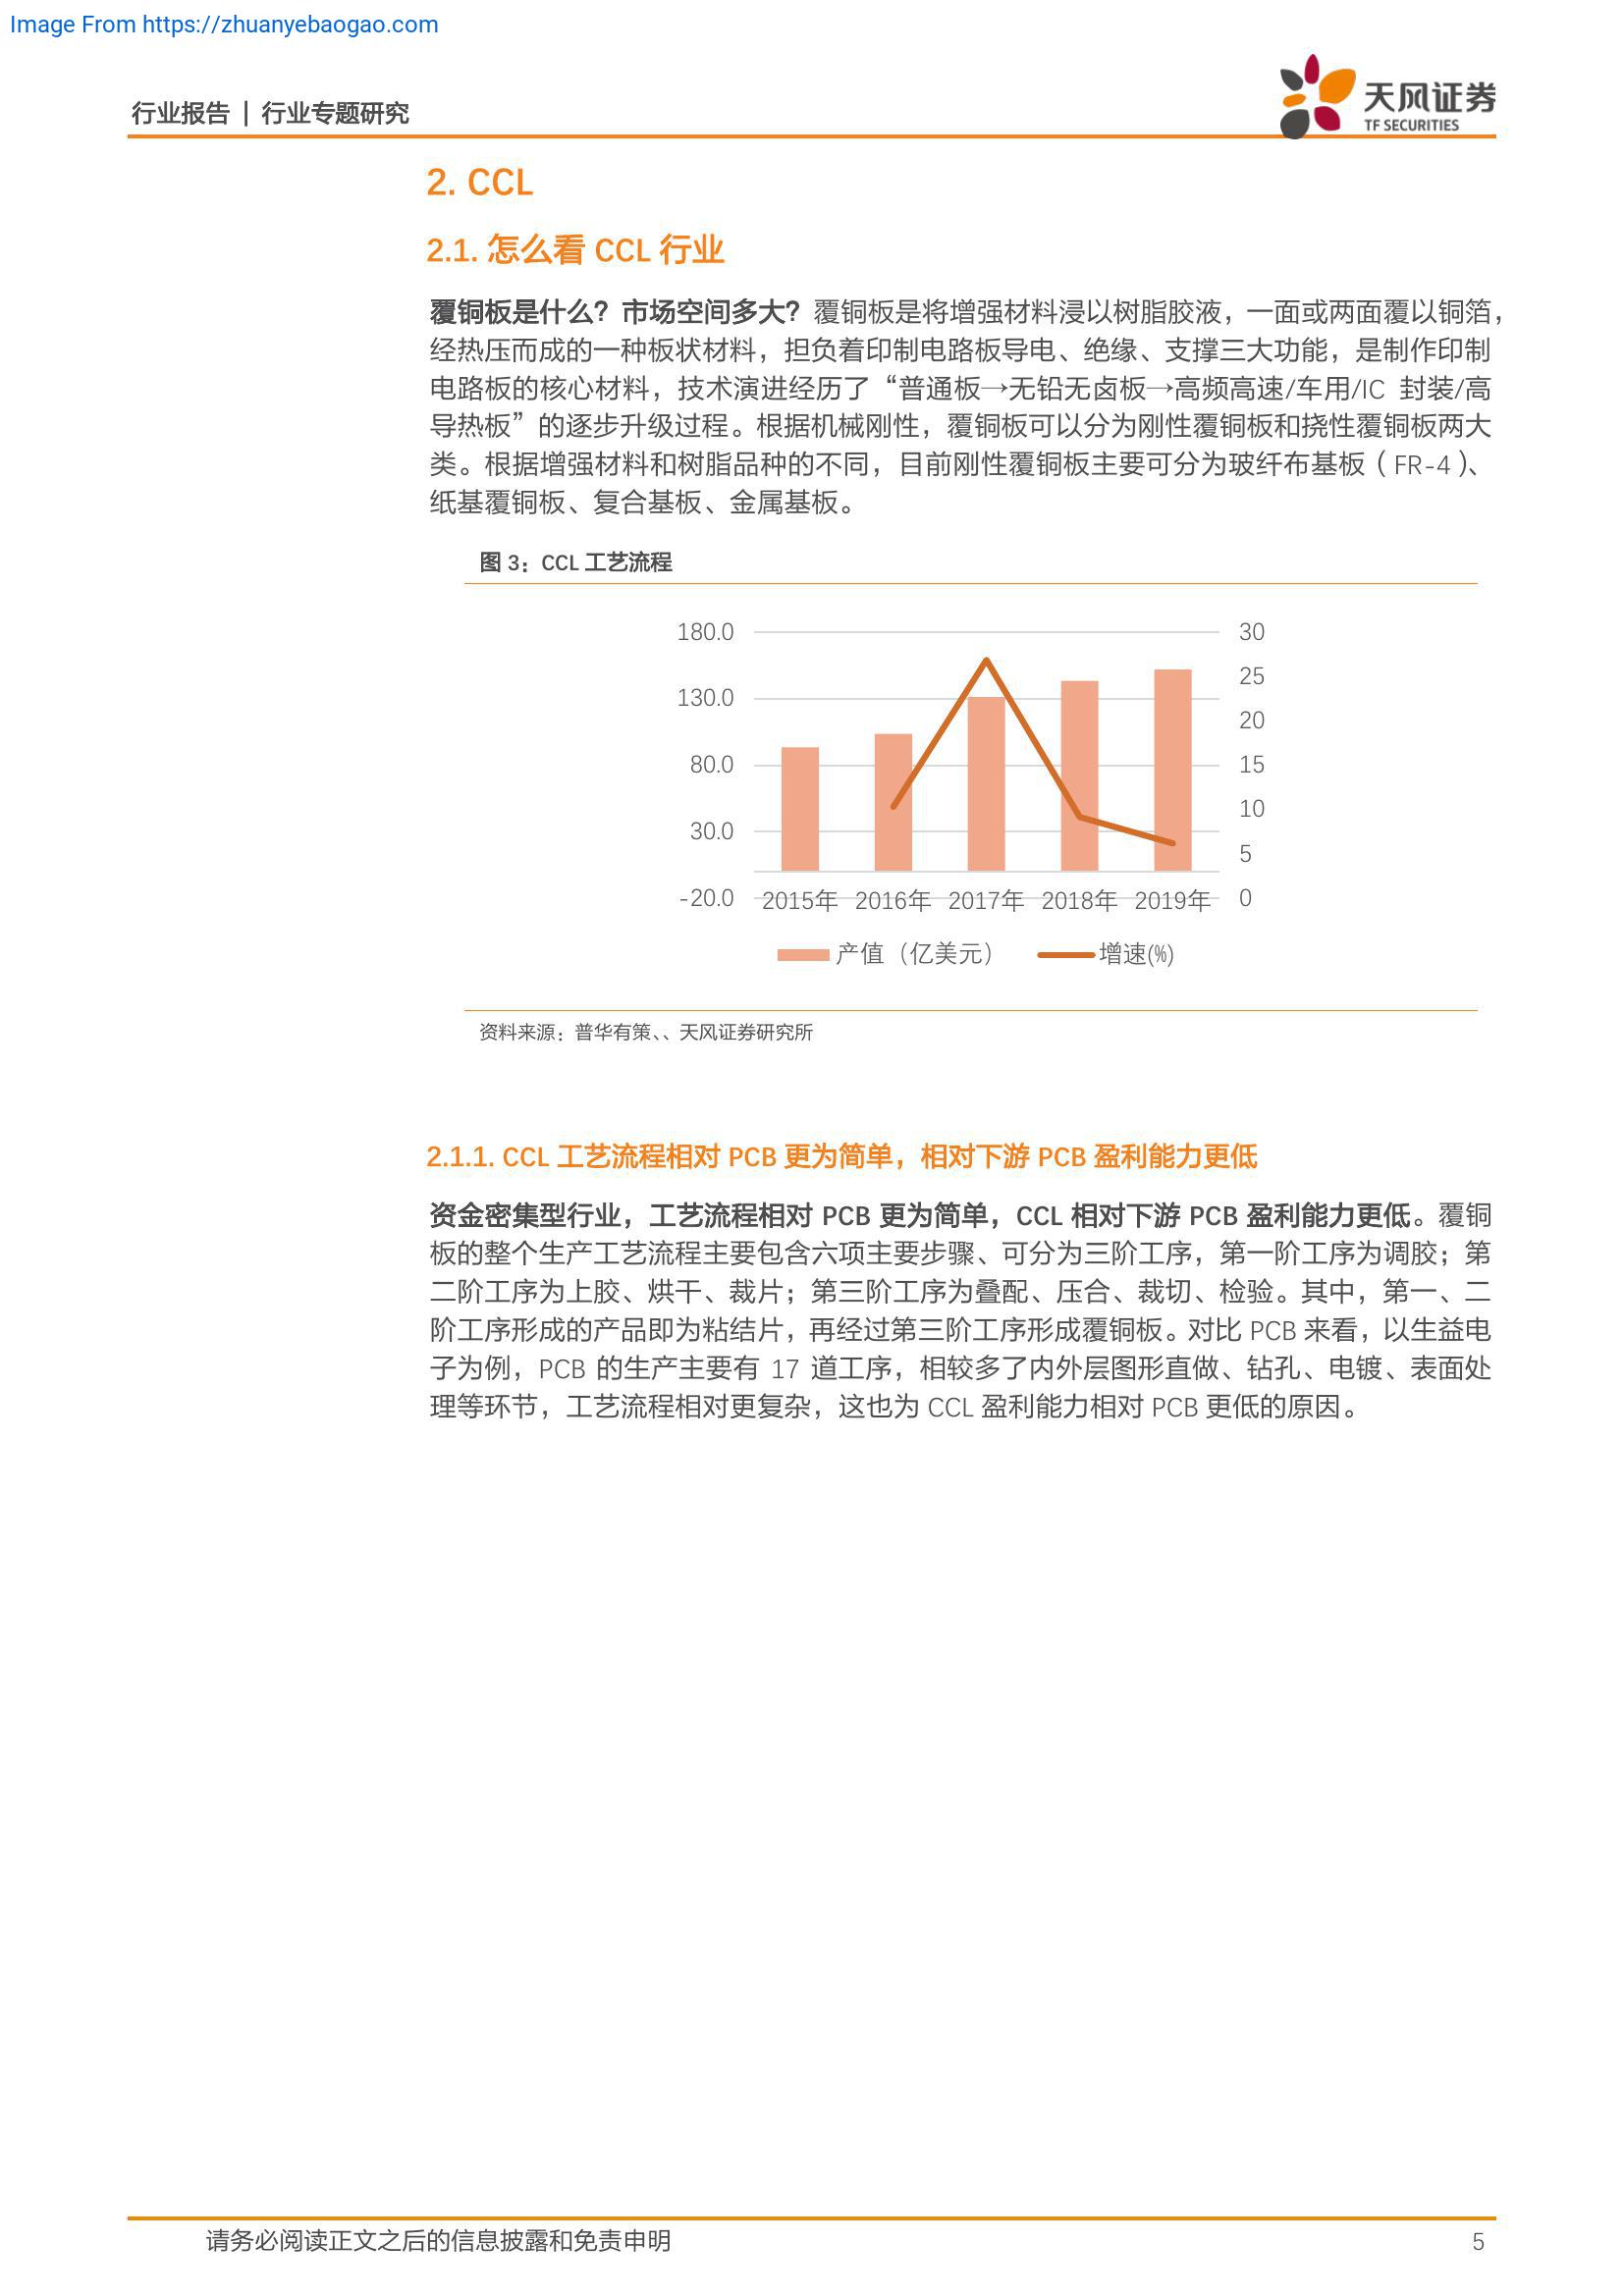 Image From https://zhuanyebaogao.com
行业报告 | 行业专题研究
天风证券
TF SECURITIES
2. CCL
2.1. 怎么看 CCL 行业
覆铜板是什么？市场空间多大？覆铜板是将增强材料浸以树脂胶液，一面或两面覆以铜箔，
经热压而成的一种板状材料，担负着印制电路板导电、绝缘、支撑三大功能，是制作印制
电路板的核心材料，技术演进经历了“普通板→无铅无卤板→高频高速/车用/IC 封装/高
导热板”的逐步升级过程。根据机械刚性，覆铜板可以分为刚性覆铜板和挠性覆铜板两大
类。根据增强材料和树脂品种的不同，目前刚性覆铜板主要可分为玻纤布基板（FR-4）、
纸基覆铜板、复合基板、金属基板。
图 3：CCL 工艺流程
180.0 30
25
130.0
20
80.0 15
10
30.0
5
-20.0 2015年 2016年 2017年 2018年 2019年 0
产值（亿美元） 增速(%)
资料来源：普华有策、、天风证券研究所
2.1.1. CCL 工艺流程相对 PCB 更为简单，相对下游 PCB 盈利能力更低
资金密集型行业，工艺流程相对 PCB 更为简单，CCL 相对下游 PCB 盈利能力更低。覆铜
板的整个生产工艺流程主要包含六项主要步骤、可分为三阶工序，第一阶工序为调胶；第
二阶工序为上胶、烘干、裁片；第三阶工序为叠配、压合、裁切、检验。其中，第一、二
阶工序形成的产品即为粘结片，再经过第三阶工序形成覆铜板。对比 PCB 来看，以生益电
子为例，PCB 的生产主要有 17 道工序，相较多了内外层图形直做、钻孔、电镀、表面处
理等环节，工艺流程相对更复杂，这也为 CCL 盈利能力相对 PCB 更低的原因。
请务必阅读正文之后的信息披露和免责申明 5